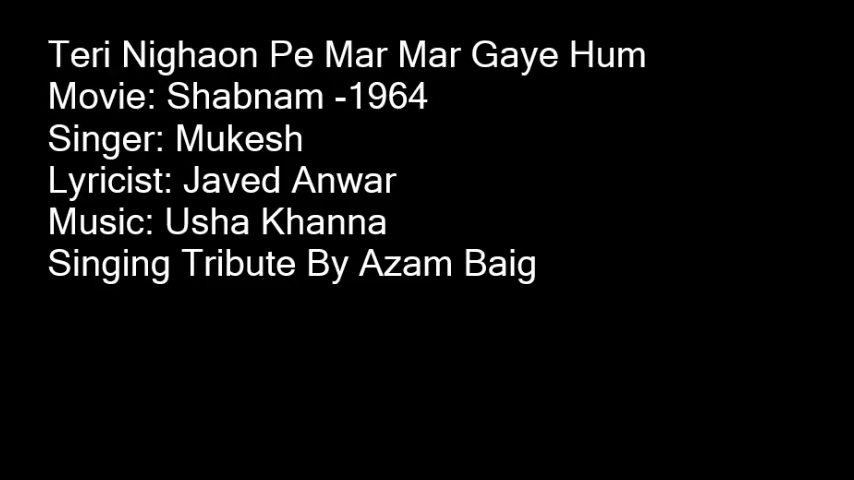 Teri Nighaon Pe Mar Mar Gaye Hum
Movie: Shabnam -1964
Singer: Mukesh
Lyricist: Javed Anwar
Music: Usha Khanna
Singing Tribute By Azam Baig